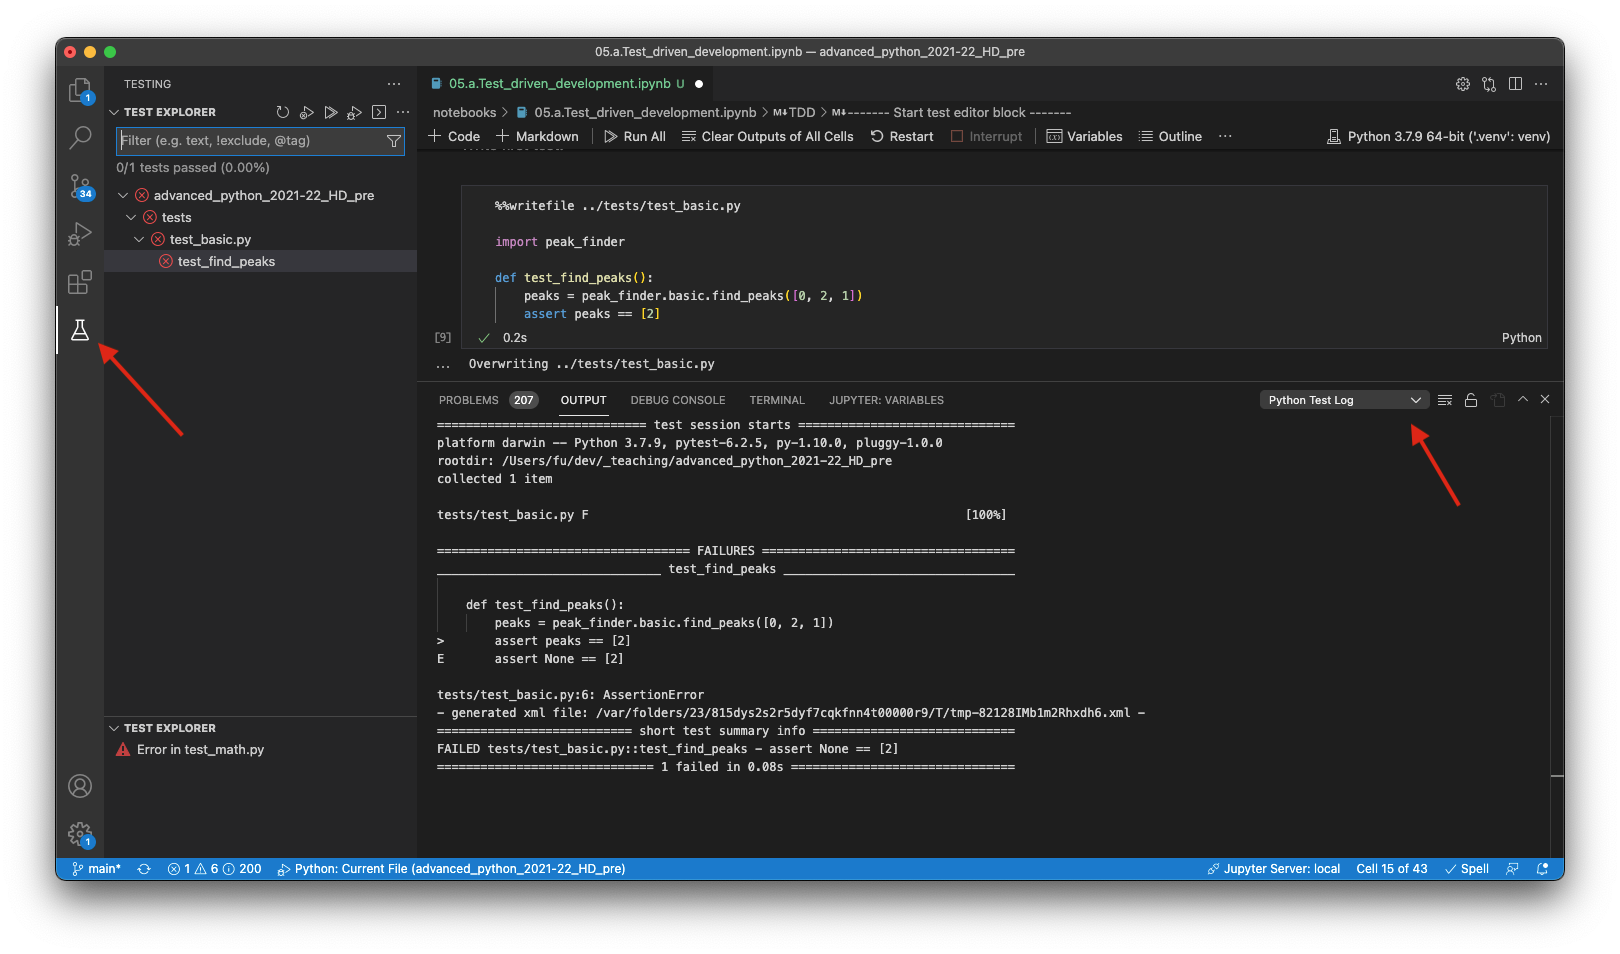 05.a.Test_driven_development.ipynb — advanced_python_2021-22_HD_pre
1
34
1
TESTING
TEST EXPLORER
Filter (e.g. text, !exclude, @tag)
0/1 tests passed (0.00%)
advanced_python_2021-22_HD_pre
tests
test_basic.py
test_find_peaks
TEST EXPLORER
Error in test_math.py
05.a.Test_driven_development.ipynb U
notebooks > 05.a.Test_driven_development.ipynb > M↓TDD > M↓------- Start test editor block -------
+ Code + Markdown Run All Clear Outputs of All Cells Restart Interrupt Variables Outline ··· Python 3.7.9 64-bit ('.venv': venv)
%%writefile ../tests/test_basic.py
import peak_finder
def test_find_peaks():
peaks = peak_finder.basic.find_peaks([0, 2, 1])
assert peaks == [2]
[9] ✓ 0.2s Python
... Overwriting ../tests/test_basic.py
PROBLEMS 207 OUTPUT DEBUG CONSOLE TERMINAL JUPYTER: VARIABLES Python Test Log
============================= test session starts ==============================
platform darwin -- Python 3.7.9, pytest-6.2.5, py-1.10.0, pluggy-1.0.0
rootdir: /Users/fu/dev/_teaching/advanced_python_2021-22_HD_pre
collected 1 item
tests/test_basic.py F [100%]
=================================== FAILURES ===================================
_______________________________ test_find_peaks ________________________________
def test_find_peaks():
peaks = peak_finder.basic.find_peaks([0, 2, 1])
> assert peaks == [2]
E assert None == [2]
tests/test_basic.py:6: AssertionError
- generated xml file: /var/folders/23/815dys2s2r5dyf7cqkfnn4t00000r9/T/tmp-82128IMb1m2Rhxdh6.xml -
=========================== short test summary info ============================
FAILED tests/test_basic.py::test_find_peaks - assert None == [2]
============================== 1 failed in 0.08s ===============================
main* 1 6 200 Python: Current File (advanced_python_2021-22_HD_pre) Jupyter Server: local Cell 15 of 43 ✓ Spell